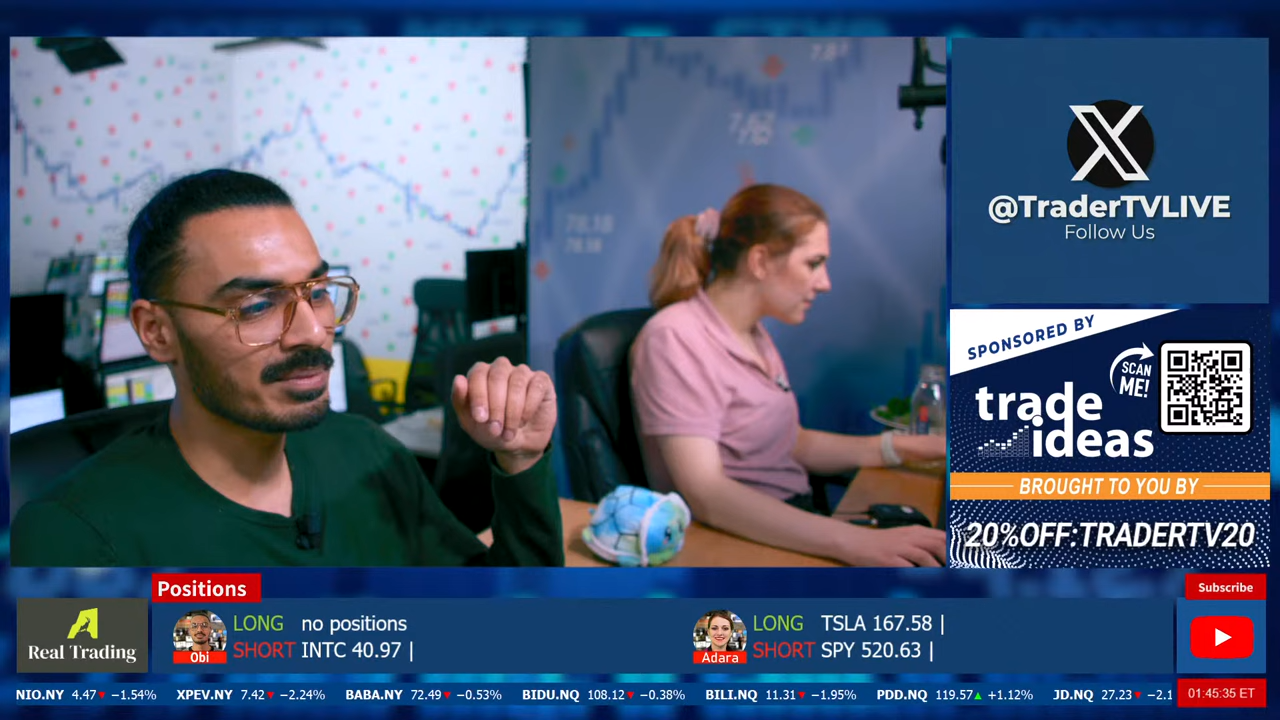 @TraderTVLIVE
Follow Us
SPONSORED BY
SCAN
ME!
trade
ideas
BROUGHT TO YOU BY
20%OFF:TRADERTV20
Positions
Subscribe
Real Trading
Obi
LONG no positions
SHORT INTC 40.97 |
Adara
LONG TSLA 167.58 |
SHORT SPY 520.63 |
NIO.NY 4.47▼ −1.54% XPEV.NY 7.42▼ −2.24% BABA.NY 72.49▼ −0.53% BIDU.NQ 108.12▼ −0.38% BILI.NQ 11.31▼ −1.95% PDD.NQ 119.57▲ +1.12% JD.NQ 27.23▼ −2.1
01:45:35 ET